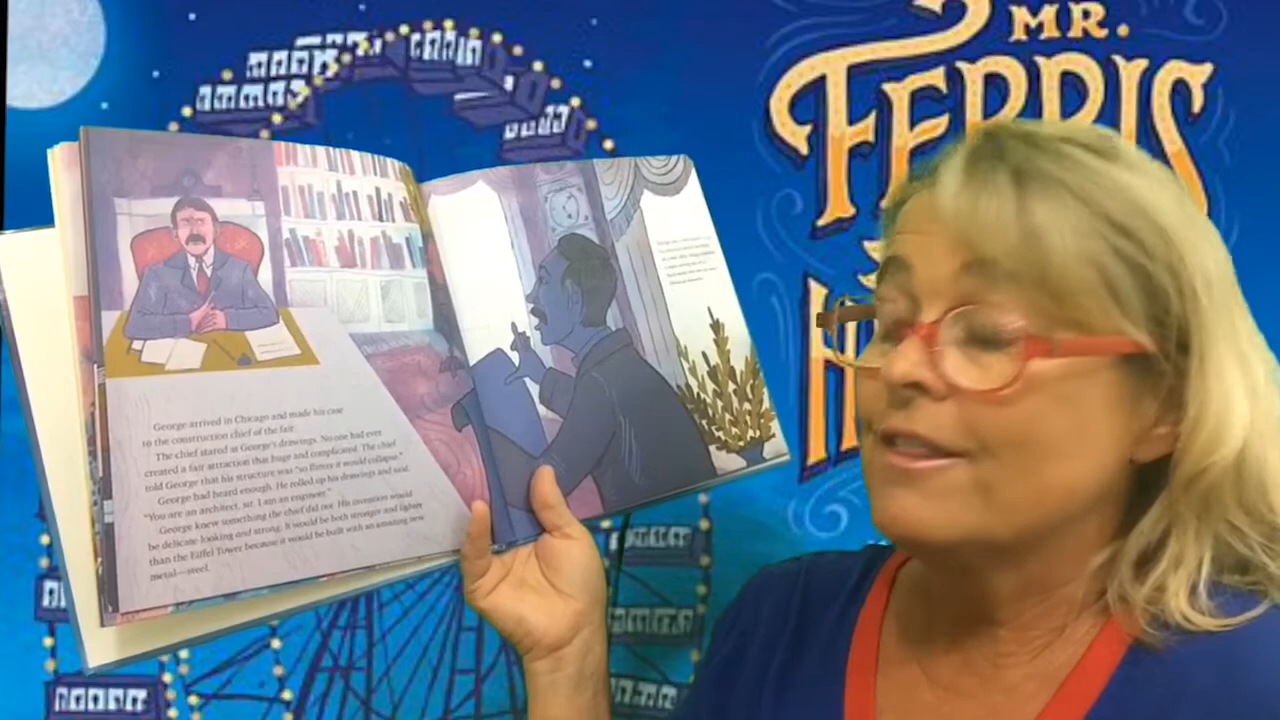 MR.
FERRIS
H
George arrived in Chicago and made his case
to the construction chief of the fair.
The chief stared at George's drawings. No one had ever
created a fair attraction that huge and complicated. The chief
told George that his structure was "so flimsy it would collapse."
George had heard enough. He rolled up his drawings and said,
"You are an architect, sir. I am an engineer."
George knew something the chief did not. His invention would
be delicate-looking and strong. It would be both stronger and lighter
than the Eiffel Tower because it would be built with an amazing new
metal—steel.